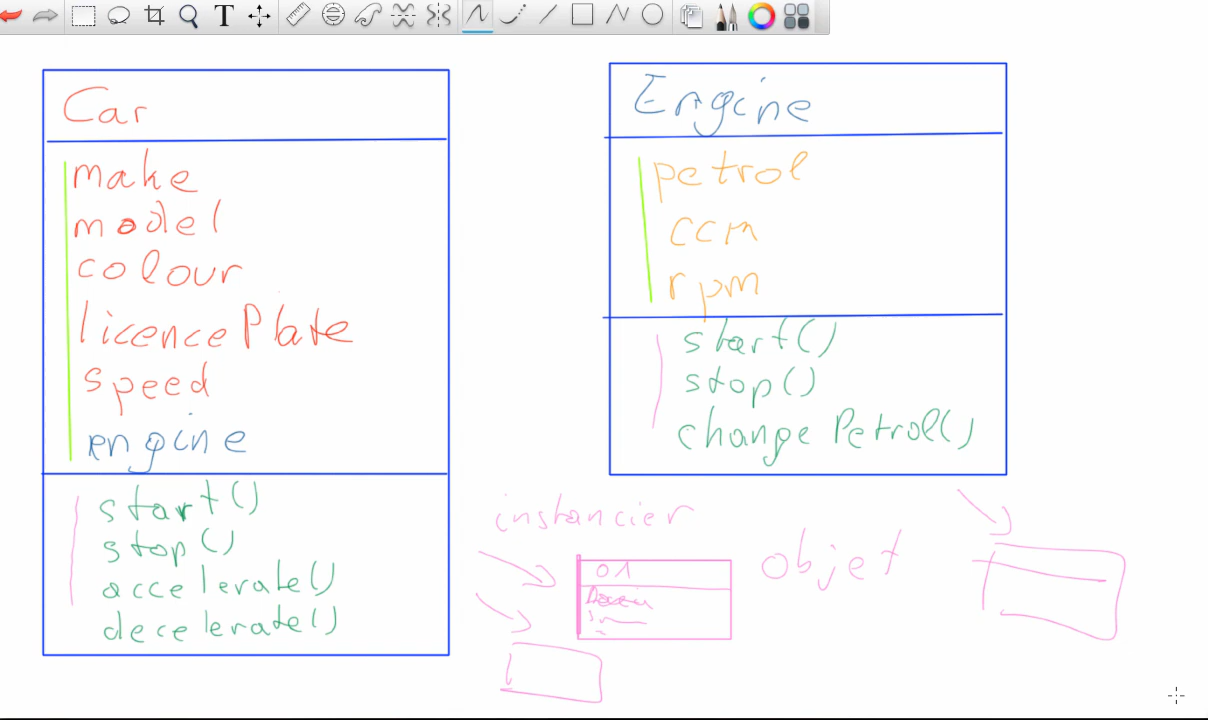 Car
make
model
colour
licencePlate
speed
engine
start()
stop()
accelerate()
decelerate()
Engine
petrol
ccm
rpm
start()
stop()
changePetrol()
instancier
O1
objet